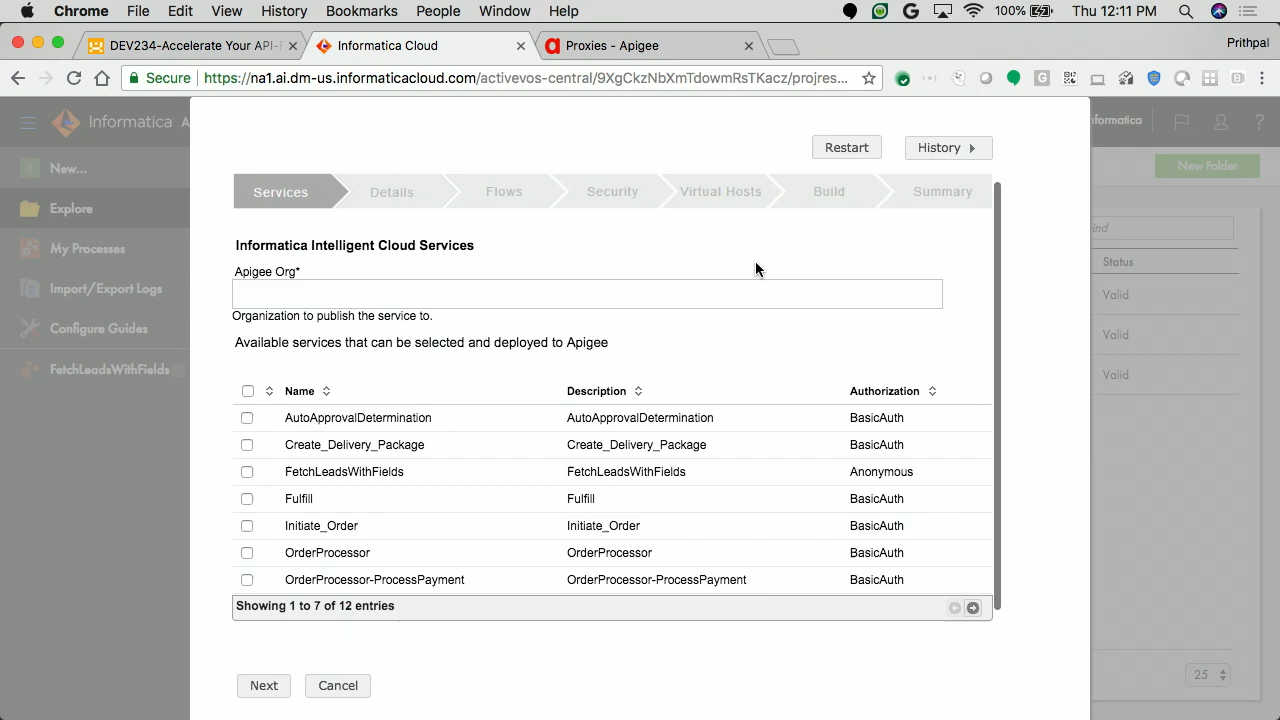 Chrome File Edit View History Bookmarks People Window Help 100% Thu 12:11 PM
DEV234-Accelerate Your API-F Informatica Cloud Proxies - Apigee Prithpal
Secure https://na1.ai.dm-us.informaticacloud.com/activevos-central/9XgCkzNbXmTdowmRsTKacz/projres...
Informatica A
nformatica ?
New...
Explore
My Processes
Import/Export Logs
Configure Guides
FetchLeadsWithFields
Restart History
Services Details Flows Security Virtual Hosts Build Summary
Informatica Intelligent Cloud Services
Apigee Org*
Organization to publish the service to.
Available services that can be selected and deployed to Apigee
Name Description Authorization
AutoApprovalDetermination AutoApprovalDetermination BasicAuth
Create_Delivery_Package Create_Delivery_Package BasicAuth
FetchLeadsWithFields FetchLeadsWithFields Anonymous
Fulfill Fulfill BasicAuth
Initiate_Order Initiate_Order BasicAuth
OrderProcessor OrderProcessor BasicAuth
OrderProcessor-ProcessPayment OrderProcessor-ProcessPayment BasicAuth
Showing 1 to 7 of 12 entries
Next Cancel
New Folder
ind
Status
Valid
Valid
Valid
25